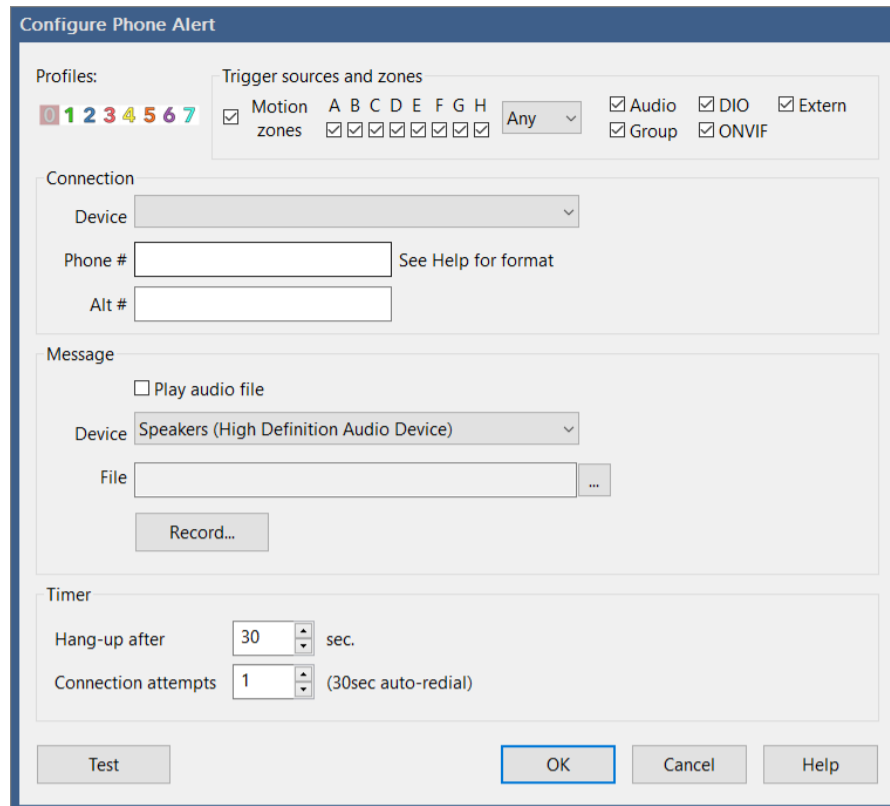 Configure Phone Alert
Profiles:
0 1 2 3 4 5 6 7
Trigger sources and zones
Motion zones
A B C D E F G H
Any
Audio
DIO
Extern
Group
ONVIF
Connection
Device
Phone #
See Help for format
Alt #
Message
Play audio file
Device Speakers (High Definition Audio Device)
File
...
Record...
Timer
Hang-up after 30 sec.
Connection attempts 1 (30sec auto-redial)
Test
OK
Cancel
Help